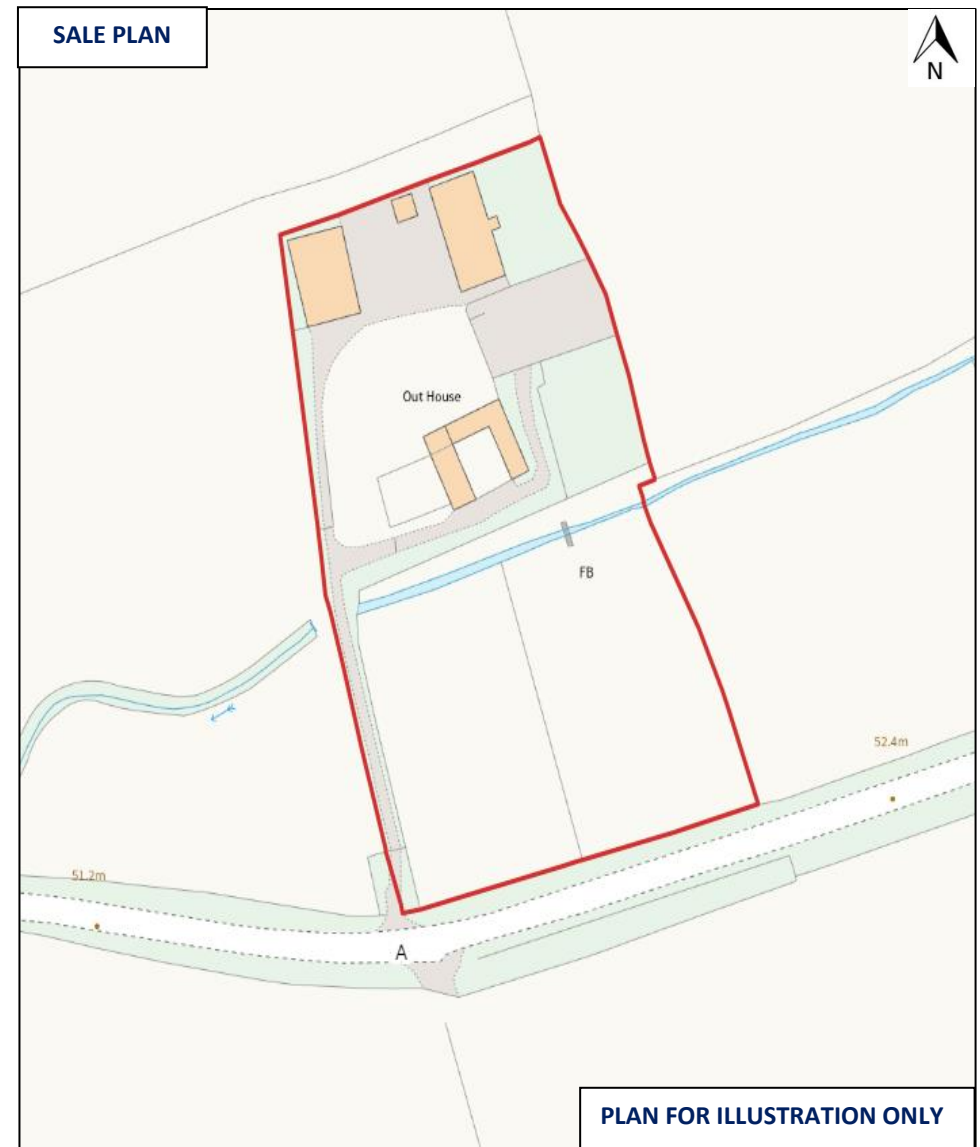 SALE PLAN
N
Out House
FB
52.4m
51.2m
A
PLAN FOR ILLUSTRATION ONLY